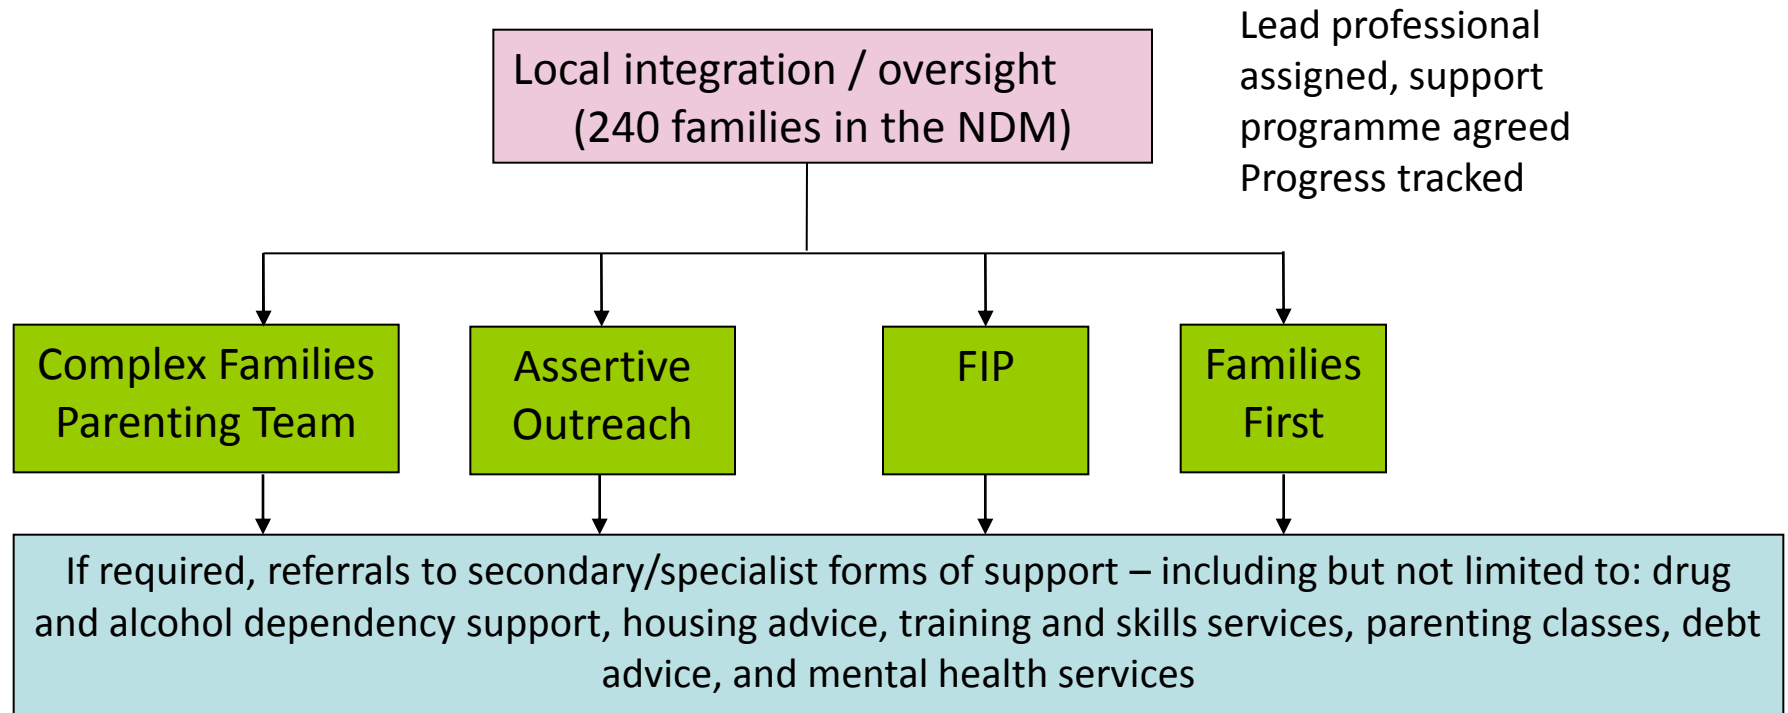 Local integration / oversight
(240 families in the NDM)
Lead professional
assigned, support
programme agreed
Progress tracked
Complex Families
Parenting Team
Assertive
Outreach
FIP
Families
First
If required, referrals to secondary/specialist forms of support – including but not limited to: drug
and alcohol dependency support, housing advice, training and skills services, parenting classes, debt
advice, and mental health services